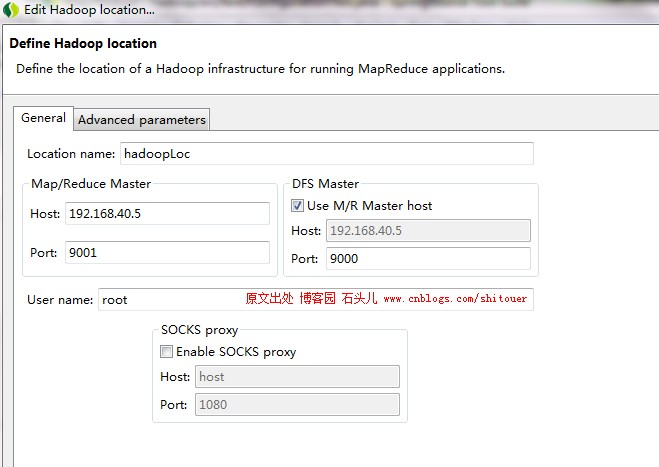 Edit Hadoop location...
Define Hadoop location
Define the location of a Hadoop infrastructure for running MapReduce applications.
General Advanced parameters
Location name: hadoopLoc
Map/Reduce Master
Host: 192.168.40.5
Port: 9001
DFS Master
Use M/R Master host
Host: 192.168.40.5
Port: 9000
User name: root 原文出处 博客园 石头儿 www.cnblogs.com/shitouer
SOCKS proxy
Enable SOCKS proxy
Host: host
Port: 1080